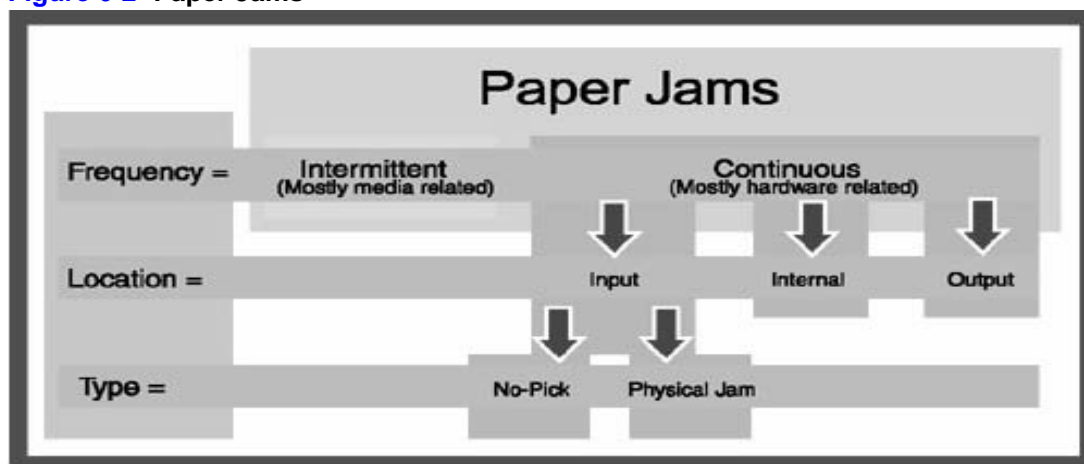 Paper Jams
Frequency = Intermittent Continuous
(Mostly media related) (Mostly hardware related)
Location = Input Internal Output
Type = No-Pick Physical Jam